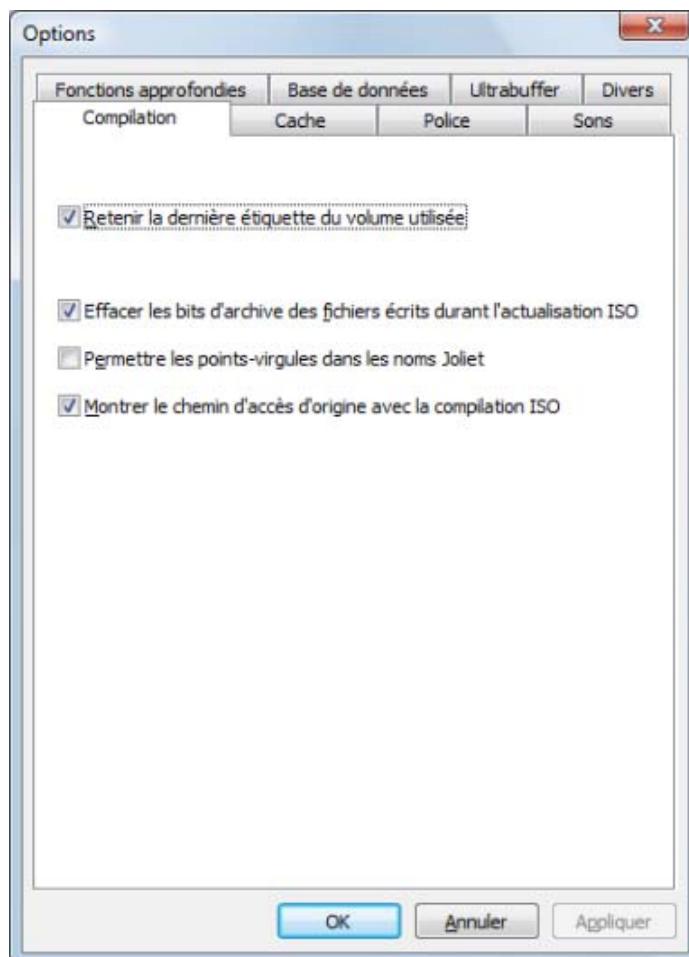 Options
Fonctions approfondies Base de données Ultrabuffer Divers
Compilation Cache Police Sons
Retenir la dernière étiquette du volume utilisée
Effacer les bits d'archive des fichiers écrits durant l'actualisation ISO
Permettre les points-virgules dans les noms Joliet
Montrer le chemin d'accès d'origine avec la compilation ISO
OK Annuler Appliquer